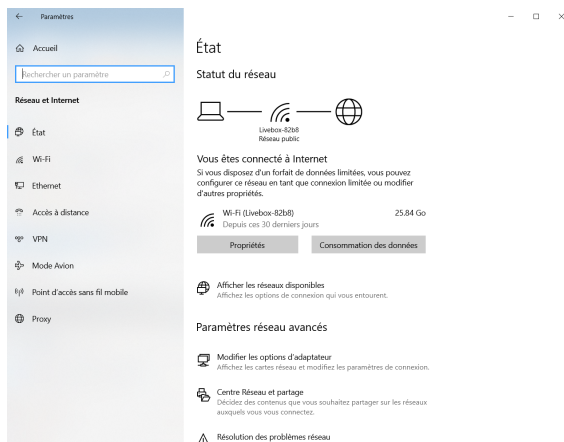 Paramètres
Accueil
Rechercher un paramètre
Réseau et Internet
État
Wi-Fi
Ethernet
Accès à distance
VPN
Mode Avion
Point d'accès sans fil mobile
Proxy
État
Statut du réseau
Livebox-82b8
Réseau public
Vous êtes connecté à Internet
Si vous disposez d'un forfait de données limitées, vous pouvez
configurer ce réseau en tant que connexion limitée ou modifier
d'autres propriétés.
Wi-Fi (Livebox-82b8) 25.84 Go
Depuis ces 30 derniers jours
Propriétés Consommation des données
Afficher les réseaux disponibles
Affichez les options de connexion qui vous entourent.
Paramètres réseau avancés
Modifier les options d'adaptateur
Affichez les cartes réseau et modifiez les paramètres de connexion.
Centre Réseau et partage
Décidez des contenus que vous souhaitez partager sur les réseaux
auxquels vous vous connectez.
Résolution des problèmes réseau